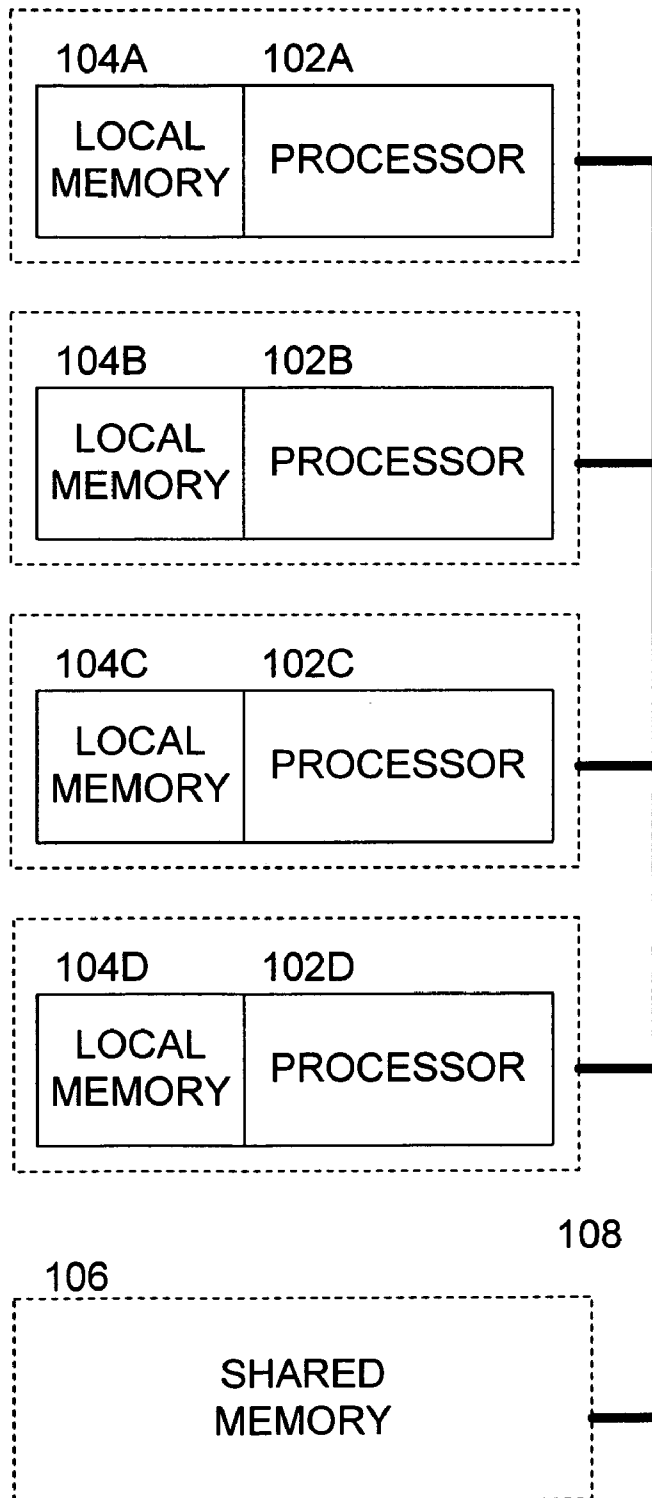 104A 102A
LOCAL
MEMORY
PROCESSOR
104B 102B
LOCAL
MEMORY
PROCESSOR
104C 102C
LOCAL
MEMORY
PROCESSOR
104D 102D
LOCAL
MEMORY
PROCESSOR
108
106
SHARED
MEMORY